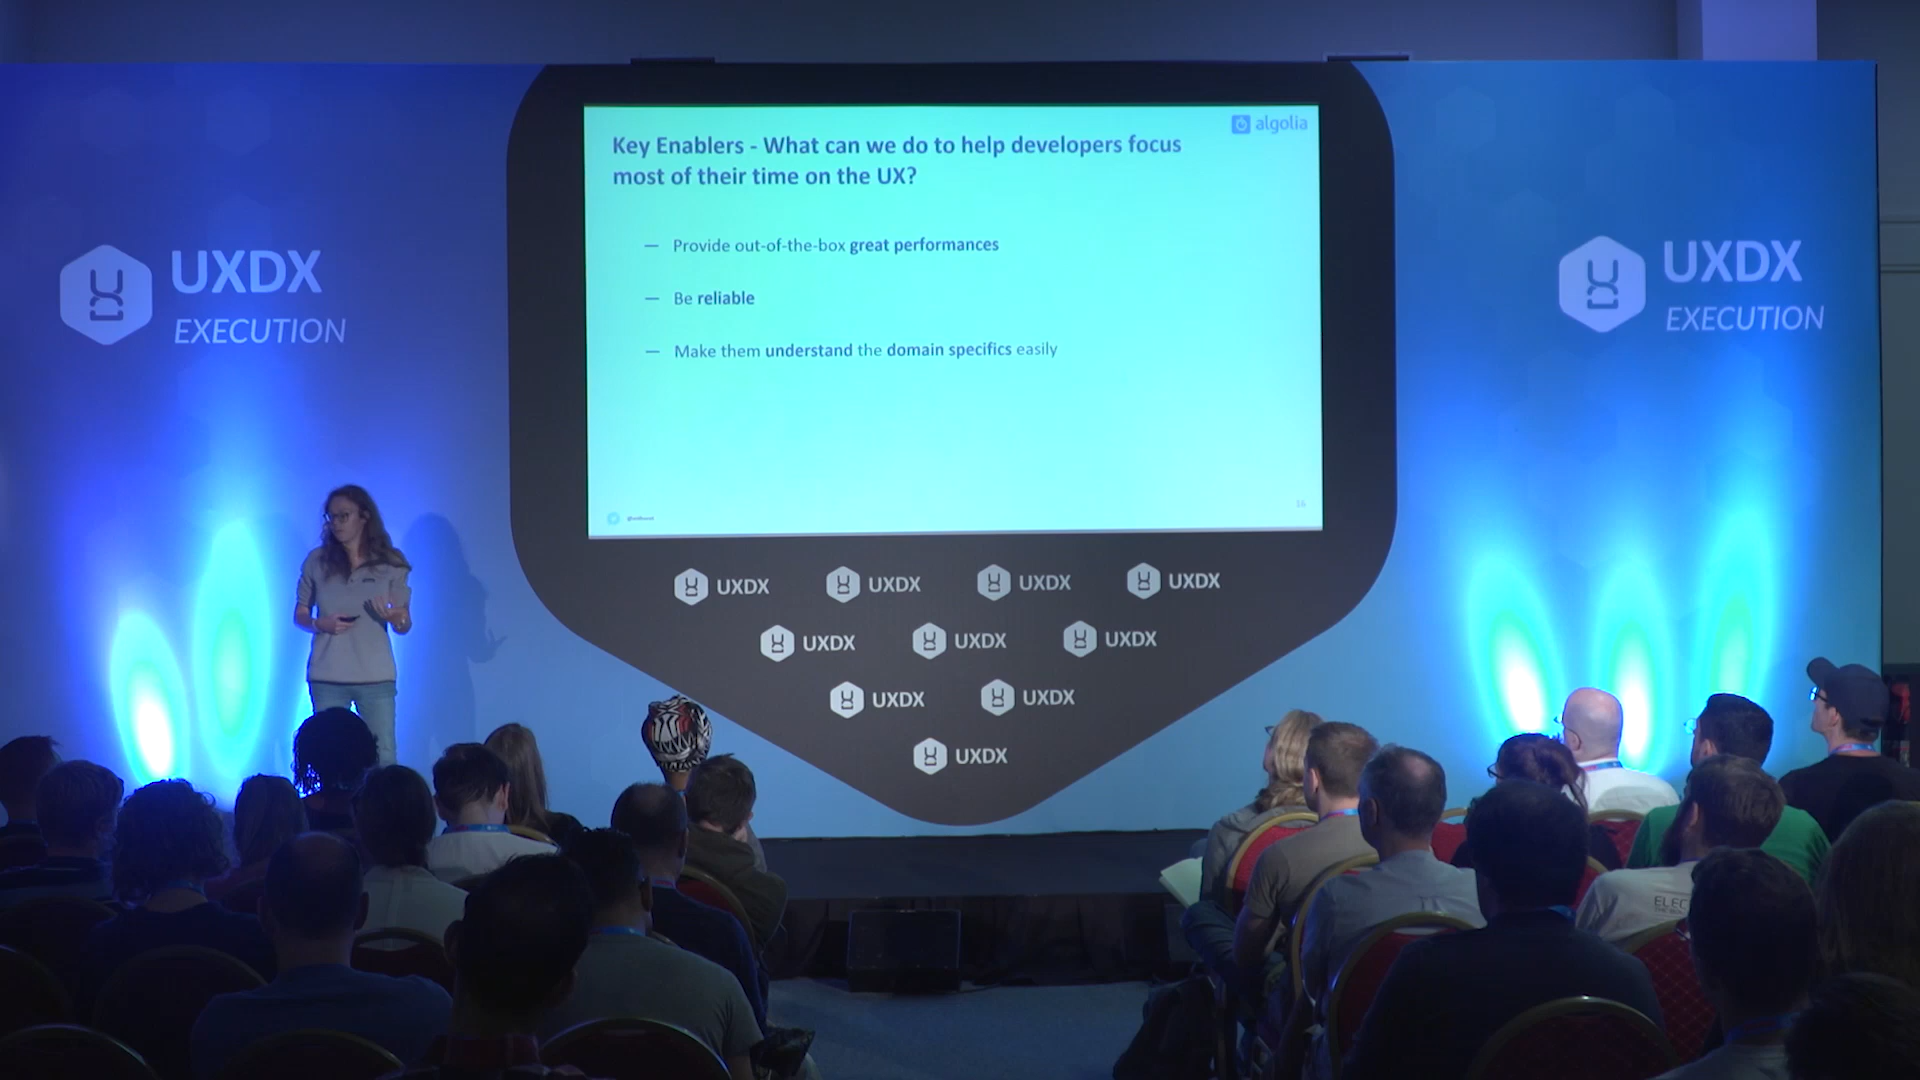 algolia
Key Enablers - What can we do to help developers focus
most of their time on the UX?
— Provide out-of-the-box great performances
— Be reliable
— Make them understand the domain specifics easily
16
UXDX
EXECUTION
UXDX
EXECUTION
UXDX UXDX UXDX UXDX
UXDX UXDX UXDX
UXDX UXDX
UXDX
ELEC